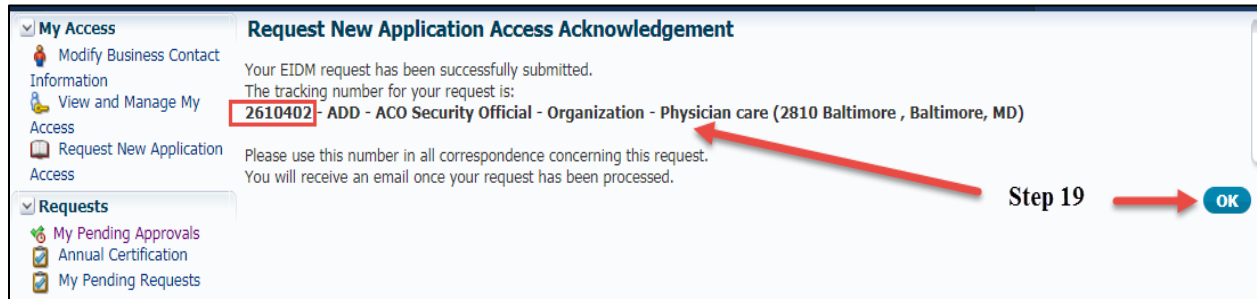 My Access
Modify Business Contact
Information
View and Manage My
Access
Request New Application
Access
Requests
My Pending Approvals
Annual Certification
My Pending Requests
Request New Application Access Acknowledgement
Your EIDM request has been successfully submitted.
The tracking number for your request is:
2610402 - ADD - ACO Security Official - Organization - Physician care (2810 Baltimore , Baltimore, MD)
Please use this number in all correspondence concerning this request.
You will receive an email once your request has been processed.
Step 19
OK